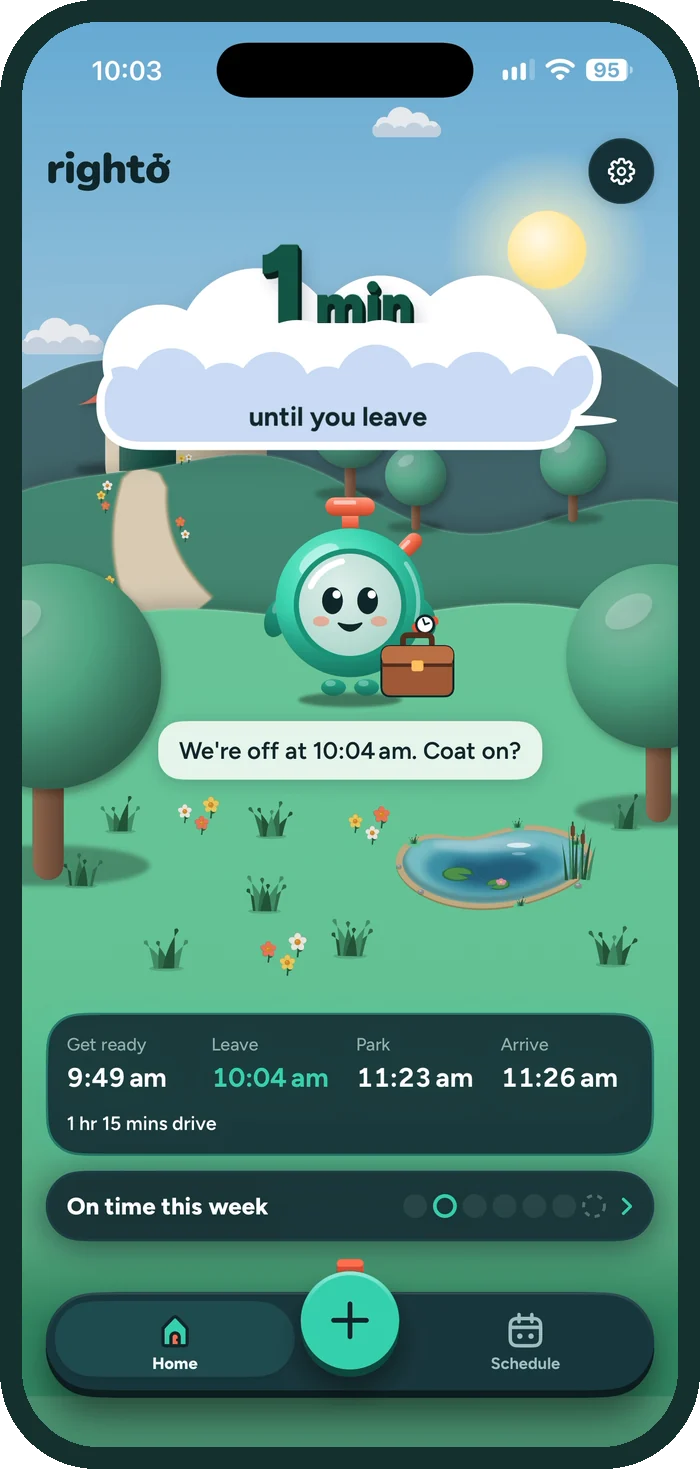 10:03
95
righto
1 min
until you leave
We're off at 10:04 am. Coat on?
Get ready
Leave
Park
Arrive
9:49 am
10:04 am
11:23 am
11:26 am
1 hr 15 mins drive
On time this week
Home
Schedule